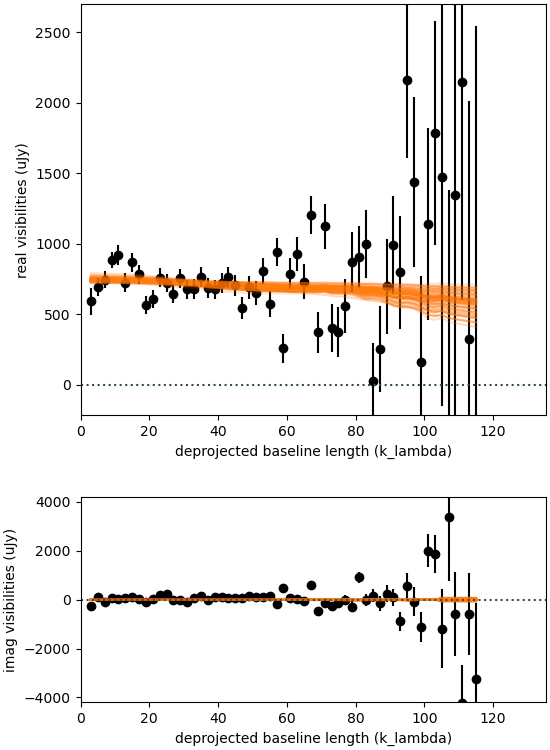 2500
2000
1500
1000
500
0
real visibilities (uJy)
0 20 40 60 80 100 120
deprojected baseline length (k_lambda)
4000
2000
0
−2000
−4000
imag visibilities (uJy)
0 20 40 60 80 100 120
deprojected baseline length (k_lambda)